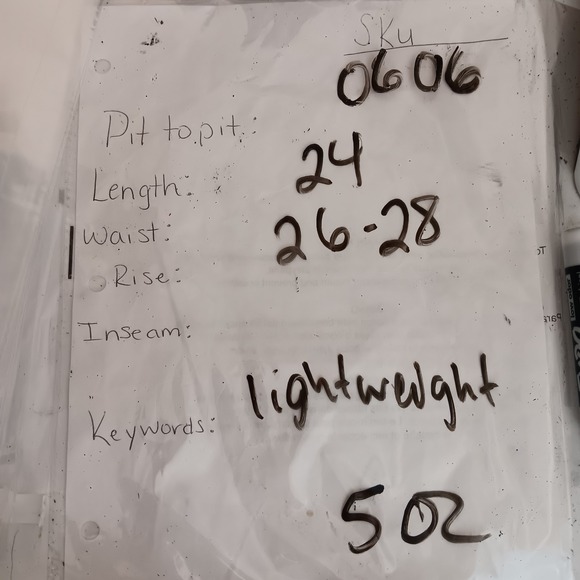 SKu
0606
Pit to pit:
Length: 24
Waist: 26-28
Rise:
Inseam:
Keywords: lightweight
5 oz